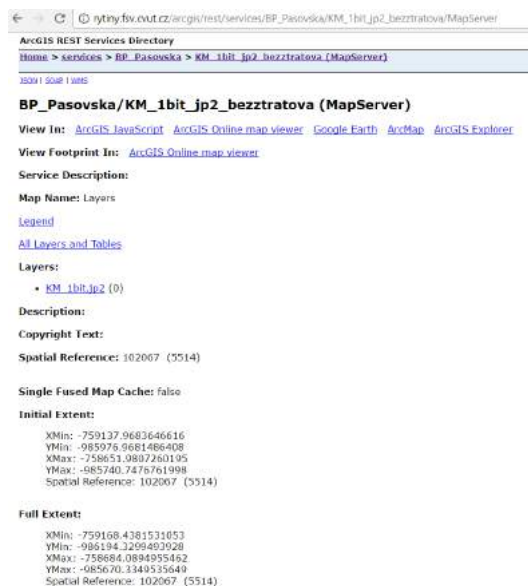 rytiny.fsv.cvut.cz/arcgis/rest/services/BP_Pasovska/KM_1bit_jp2_bezztratova/MapServer
ArcGIS REST Services Directory
Home > services > BP_Pasovska > KM_1bit_jp2_bezztratova (MapServer)
JSON | SOAP | WMS
BP_Pasovska/KM_1bit_jp2_bezztratova (MapServer)
View In: ArcGIS JavaScript ArcGIS Online map viewer Google Earth ArcMap ArcGIS Explorer
View Footprint In: ArcGIS Online map viewer
Service Description:
Map Name: Layers
Legend
All Layers and Tables
Layers:
• KM_1bit.jp2 (0)
Description:
Copyright Text:
Spatial Reference: 102067 (5514)
Single Fused Map Cache: false
Initial Extent:
XMin: -759137.9683646616
YMin: -985976.9681486408
XMax: -758651.9807260195
YMax: -985740.7476761998
Spatial Reference: 102067 (5514)
Full Extent:
XMin: -759168.4381531053
YMin: -986194.3299493928
XMax: -758684.0894955462
YMax: -985670.3349535649
Spatial Reference: 102067 (5514)